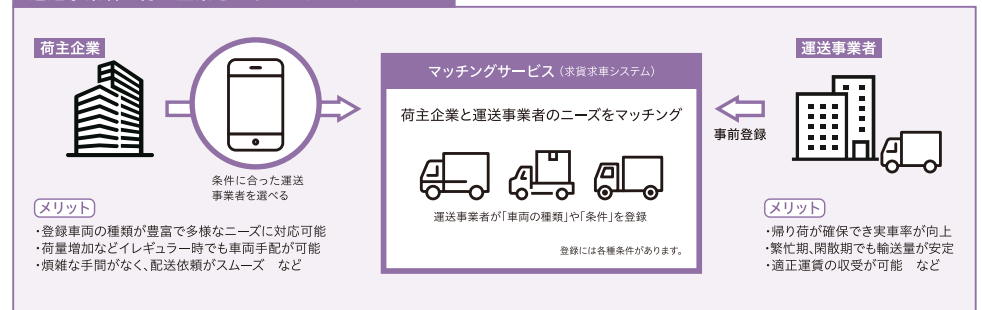 荷主企業
条件に合った運送
事業者を選べる
メリット
・登録車両の種類が豊富で多様なニーズに対応可能
・荷量増加などイレギュラー時でも車両手配が可能
・煩雑な手間がなく、配送依頼がスムーズ　など
マッチングサービス（求貨求車システム）
荷主企業と運送事業者のニーズをマッチング
運送事業者が「車両の種類」や「条件」を登録
登録には各種条件があります。
運送事業者
事前登録
メリット
・帰り荷が確保でき実車率が向上
・繁忙期、閑散期でも輸送量が安定
・適正運賃の収受が可能　など